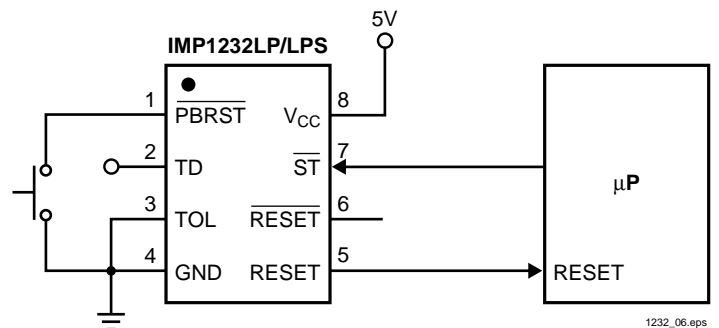 5V
IMP1232LP/LPS
1 PBRST VCC 8
2 TD ST 7
3 TOL RESET 6
4 GND RESET 5
μP
RESET
1232_06.eps